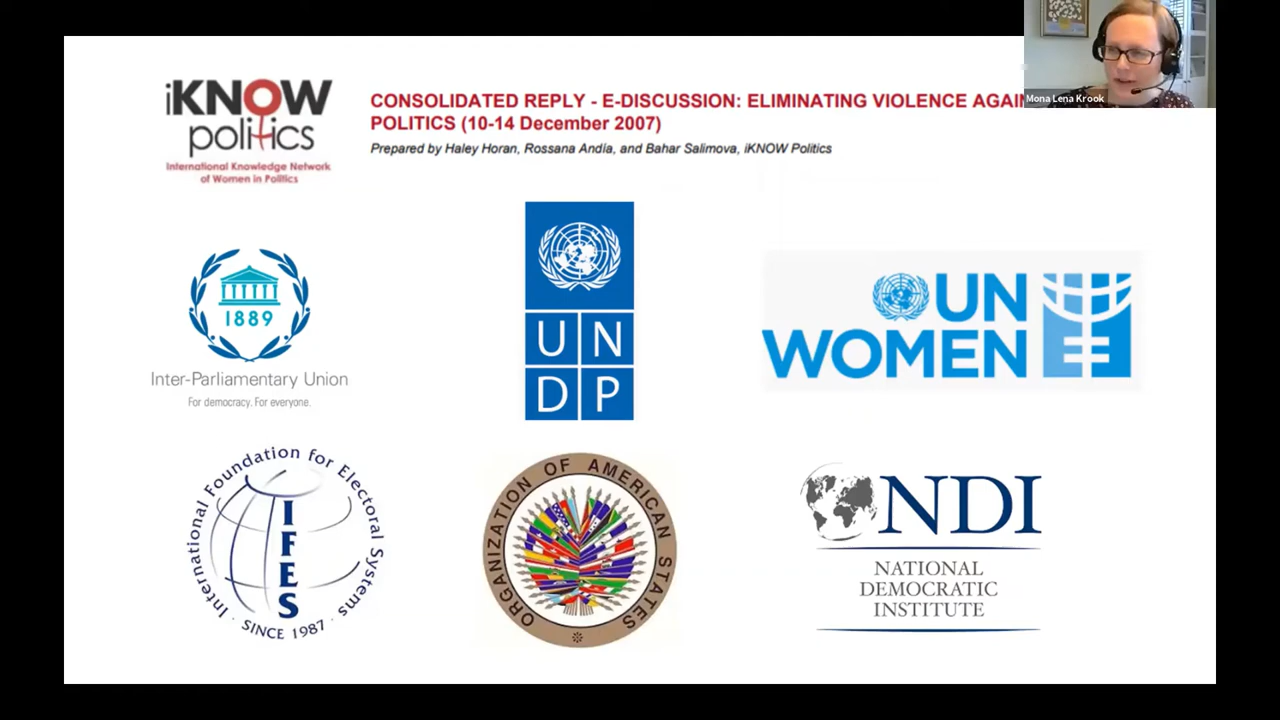 iKNOW
politics
International Knowledge Network
of Women in Politics
CONSOLIDATED REPLY - E-DISCUSSION: ELIMINATING VIOLENCE AGAIN
POLITICS (10-14 December 2007)
Prepared by Haley Horan, Rossana Andía, and Bahar Salimova, iKNOW Politics
Mona Lena Krook
1889
Inter-Parliamentary Union
For democracy. For everyone.
U N
D P
UN
WOMEN
International Foundation for Electoral Systems
IFES
· SINCE 1987 ·
ORGANIZATION OF AMERICAN STATES
NDI
NATIONAL
DEMOCRATIC
INSTITUTE